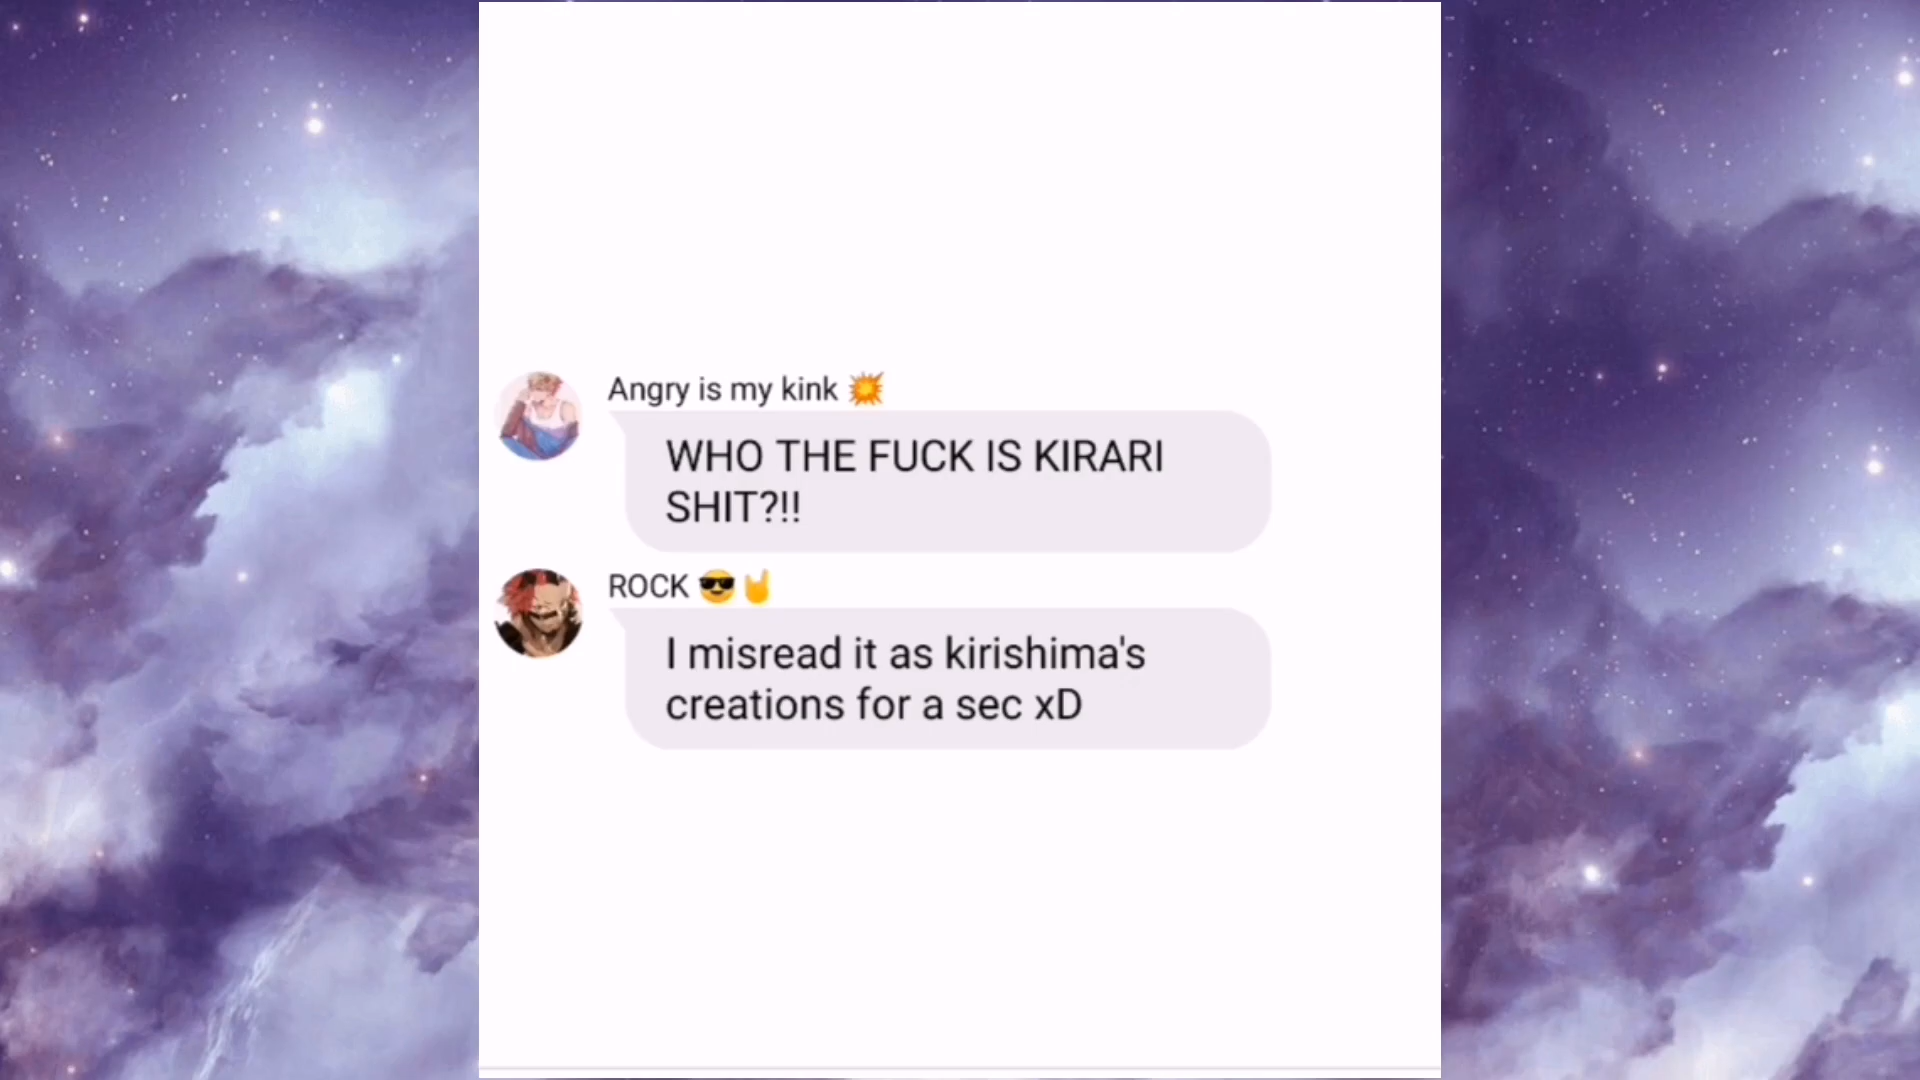 Angry is my kink 💥
WHO THE FUCK IS KIRARI
SHIT?!!
ROCK 😎🤘
I misread it as kirishima's
creations for a sec xD